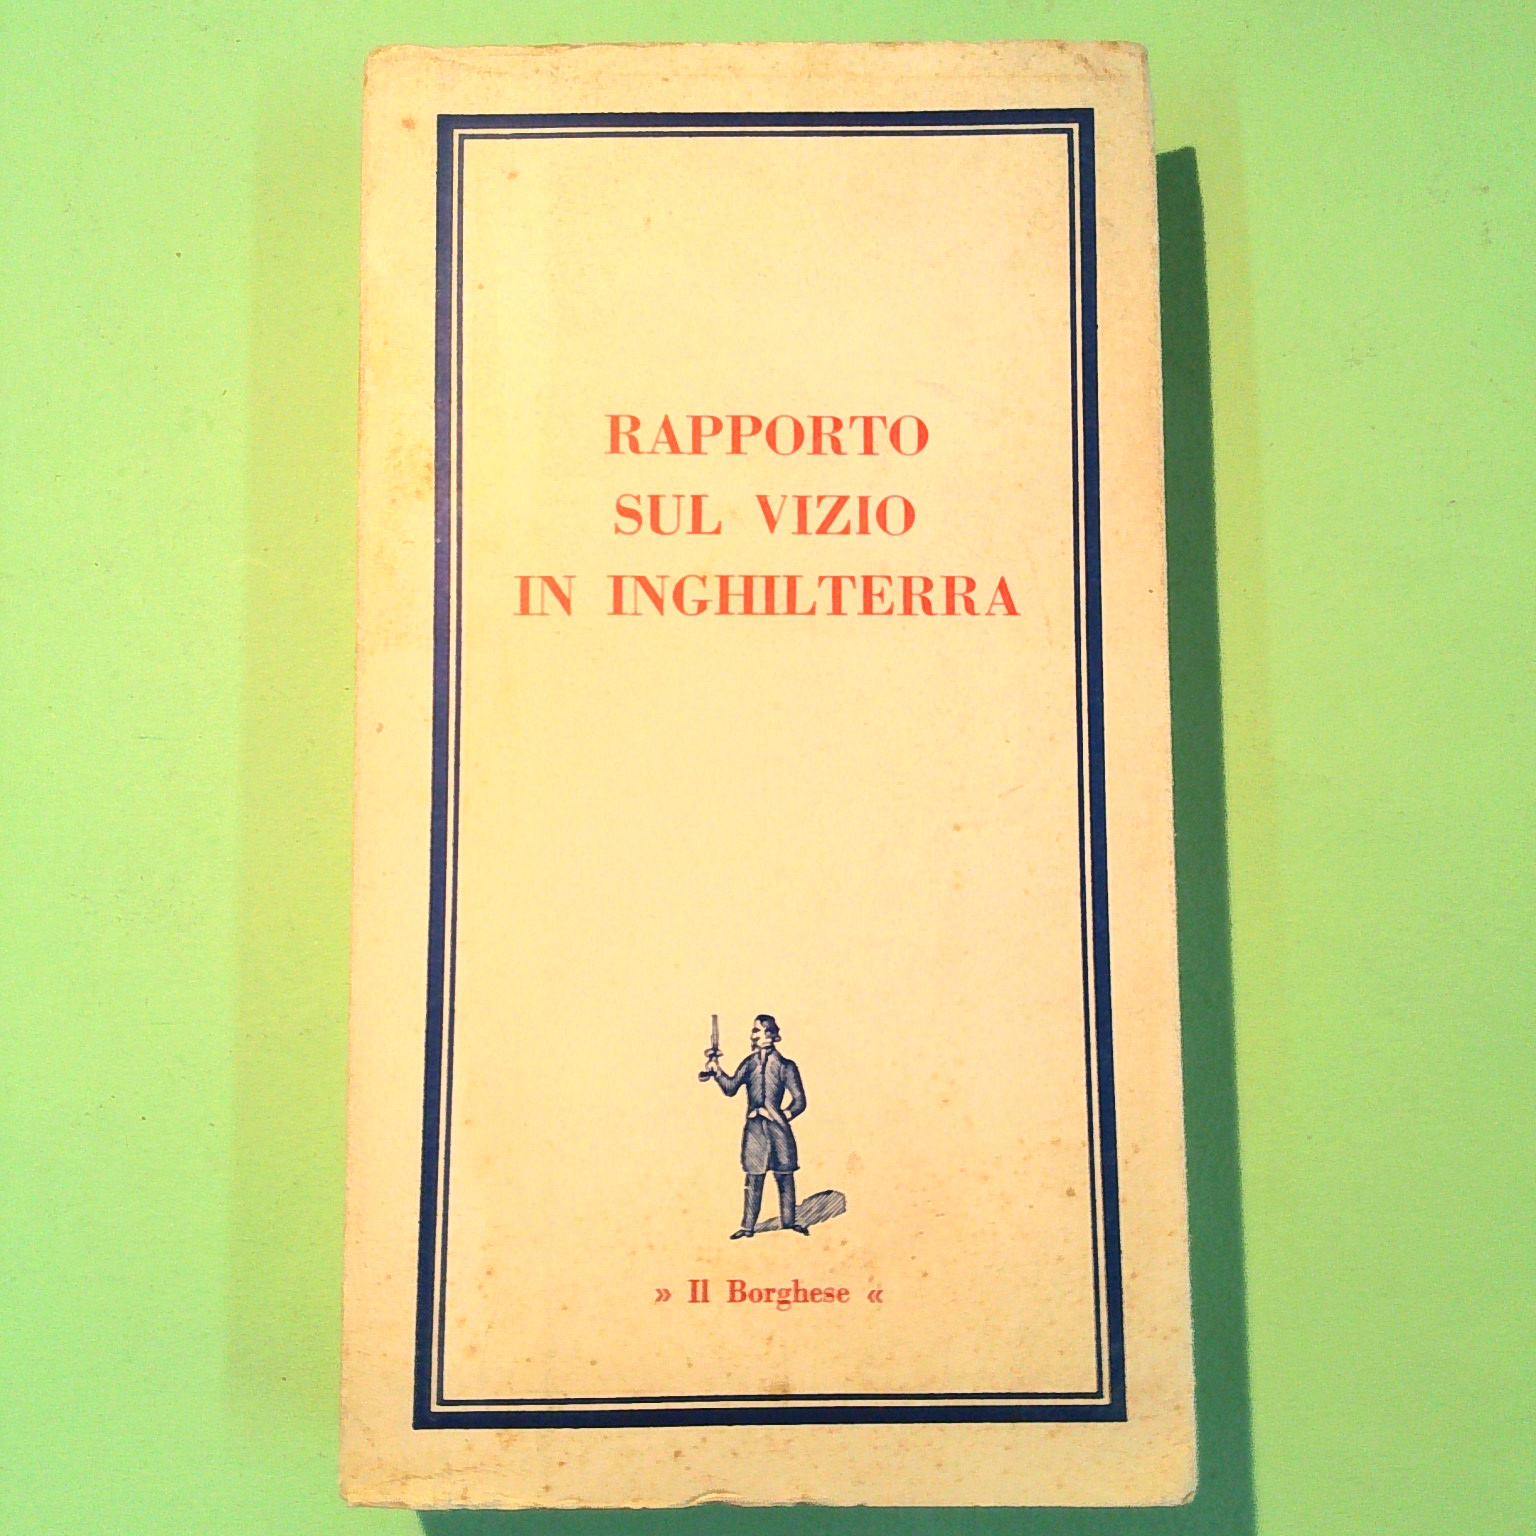 RAPPORTO
SUL VIZIO
IN INGHILTERRA
» Il Borghese «